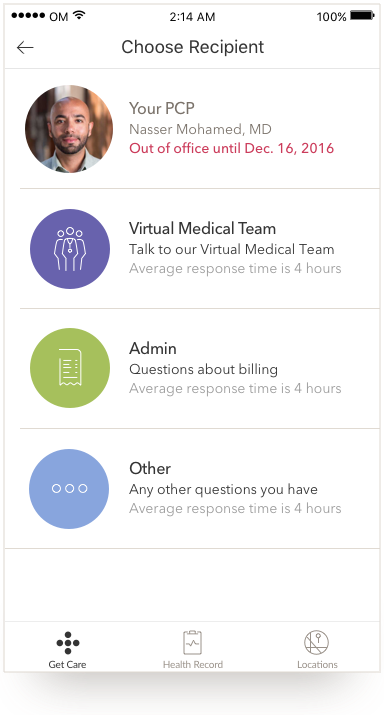 OM 2:14 AM 100%
Choose Recipient
Your PCP
Nasser Mohamed, MD
Out of office until Dec. 16, 2016
Virtual Medical Team
Talk to our Virtual Medical Team
Average response time is 4 hours
Admin
Questions about billing
Average response time is 4 hours
Other
Any other questions you have
Average response time is 4 hours
Get Care Health Record Locations